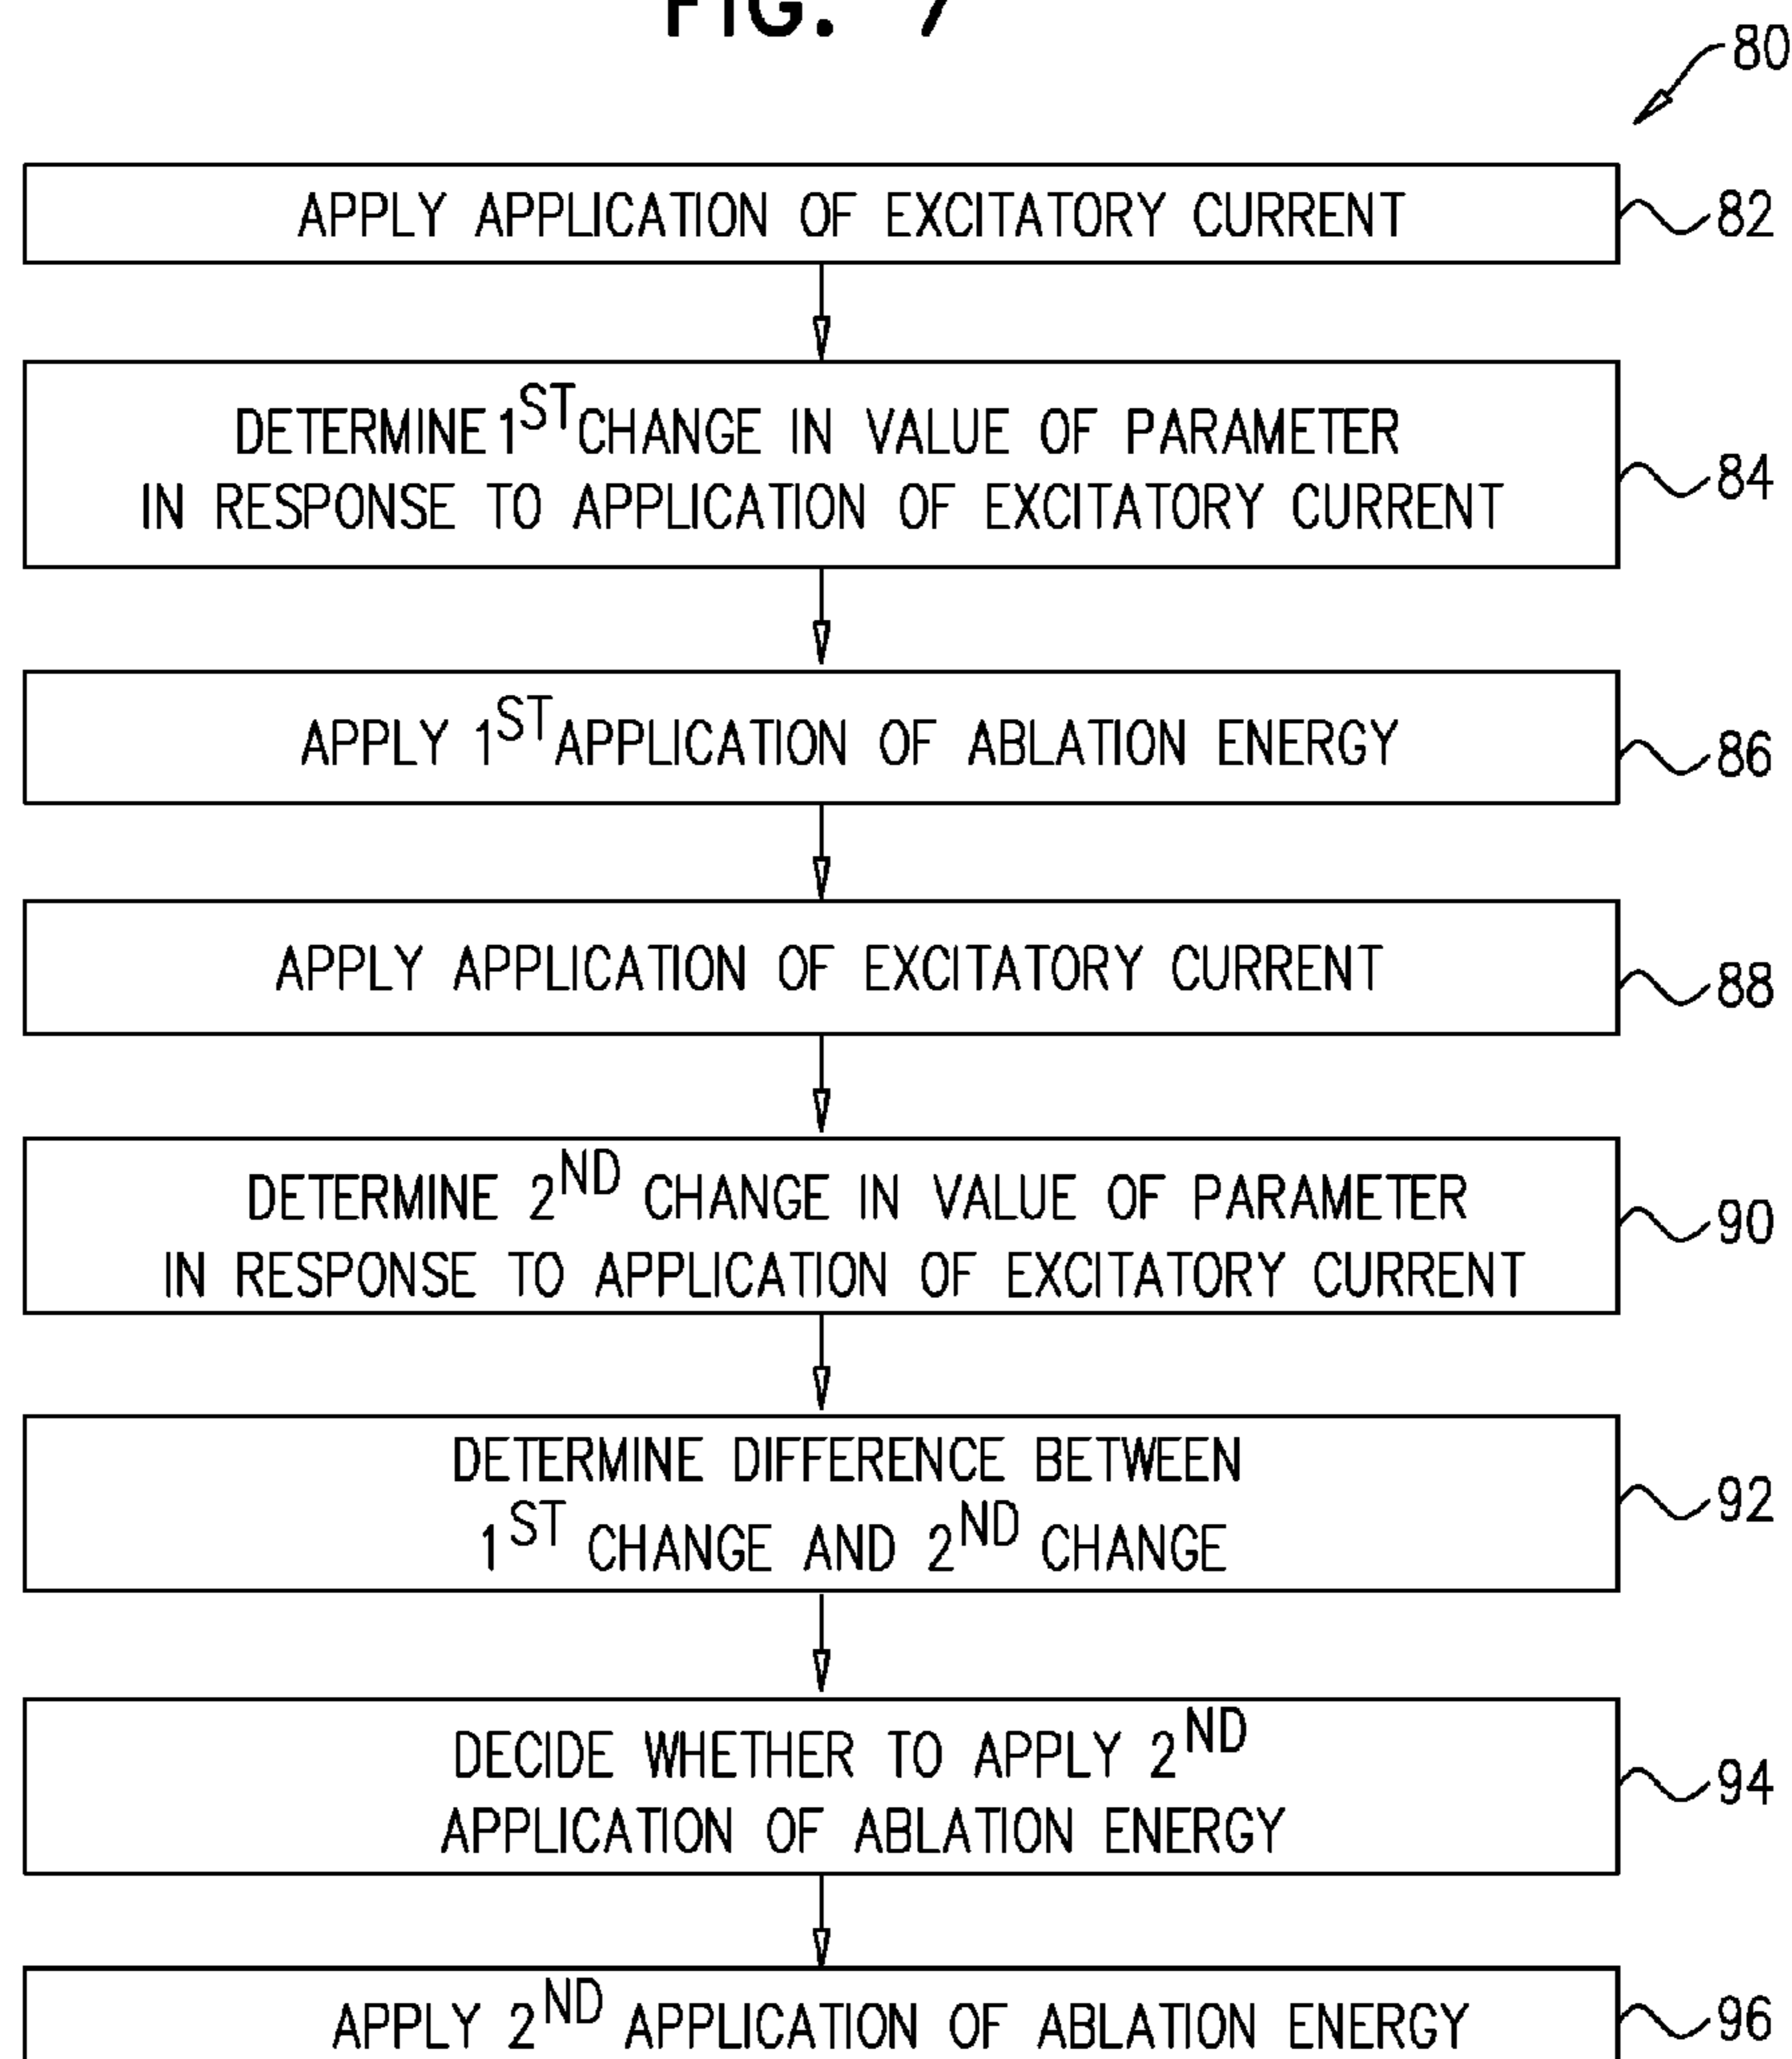 FIG. 7
80
APPLY APPLICATION OF EXCITATORY CURRENT
82
DETERMINE 1ST CHANGE IN VALUE OF PARAMETER
IN RESPONSE TO APPLICATION OF EXCITATORY CURRENT
84
APPLY 1ST APPLICATION OF ABLATION ENERGY
86
APPLY APPLICATION OF EXCITATORY CURRENT
88
DETERMINE 2ND CHANGE IN VALUE OF PARAMETER
IN RESPONSE TO APPLICATION OF EXCITATORY CURRENT
90
DETERMINE DIFFERENCE BETWEEN
1ST CHANGE AND 2ND CHANGE
92
DECIDE WHETHER TO APPLY 2ND
APPLICATION OF ABLATION ENERGY
94
APPLY 2ND APPLICATION OF ABLATION ENERGY
96